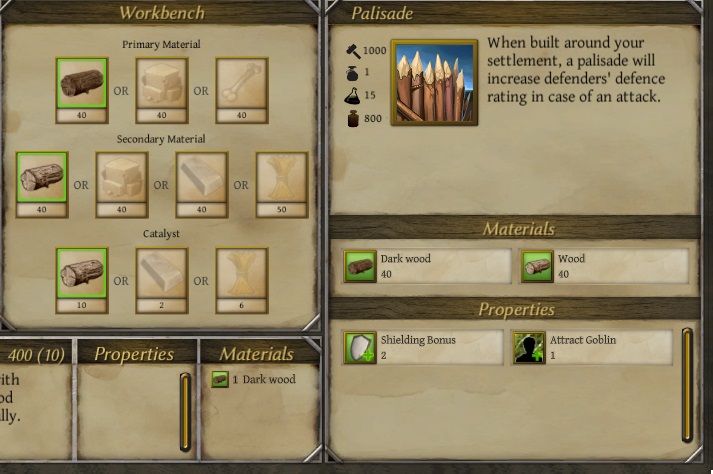 Workbench
Primary Material
OR
OR
40
40
40
Secondary Material
OR
OR
OR
40
40
40
50
Catalyst
OR
OR
10
2
6
Palisade
1000
1
15
800
When built around your
settlement, a palisade will
increase defenders' defence
rating in case of an attack.
Materials
Dark wood
40
Wood
40
Properties
Shielding Bonus
2
Attract Goblin
1
400 (10)
ith
od
lly.
Properties
Materials
1 Dark wood